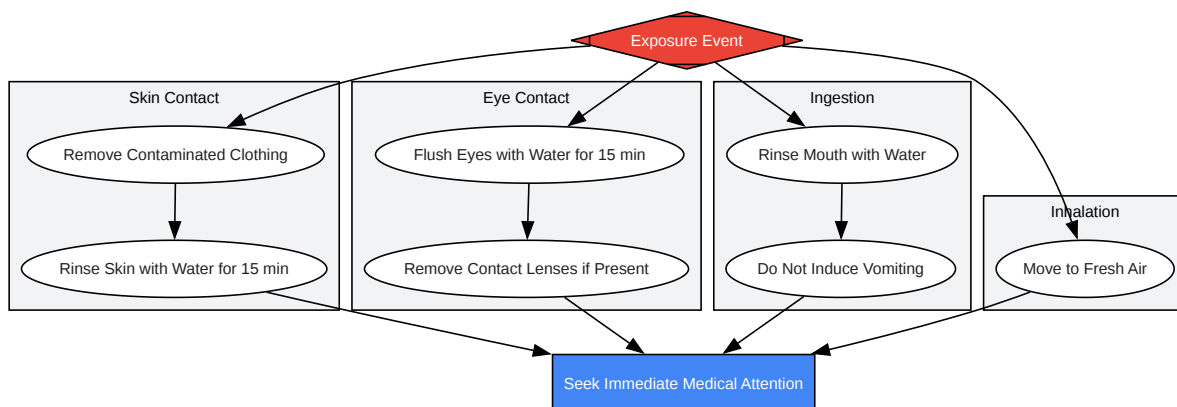 Exposure Event
Skin Contact
Eye Contact
Ingestion
Remove Contaminated Clothing
Flush Eyes with Water for 15 min
Rinse Mouth with Water
Inhalation
Rinse Skin with Water for 15 min
Remove Contact Lenses if Present
Do Not Induce Vomiting
Move to Fresh Air
Seek Immediate Medical Attention